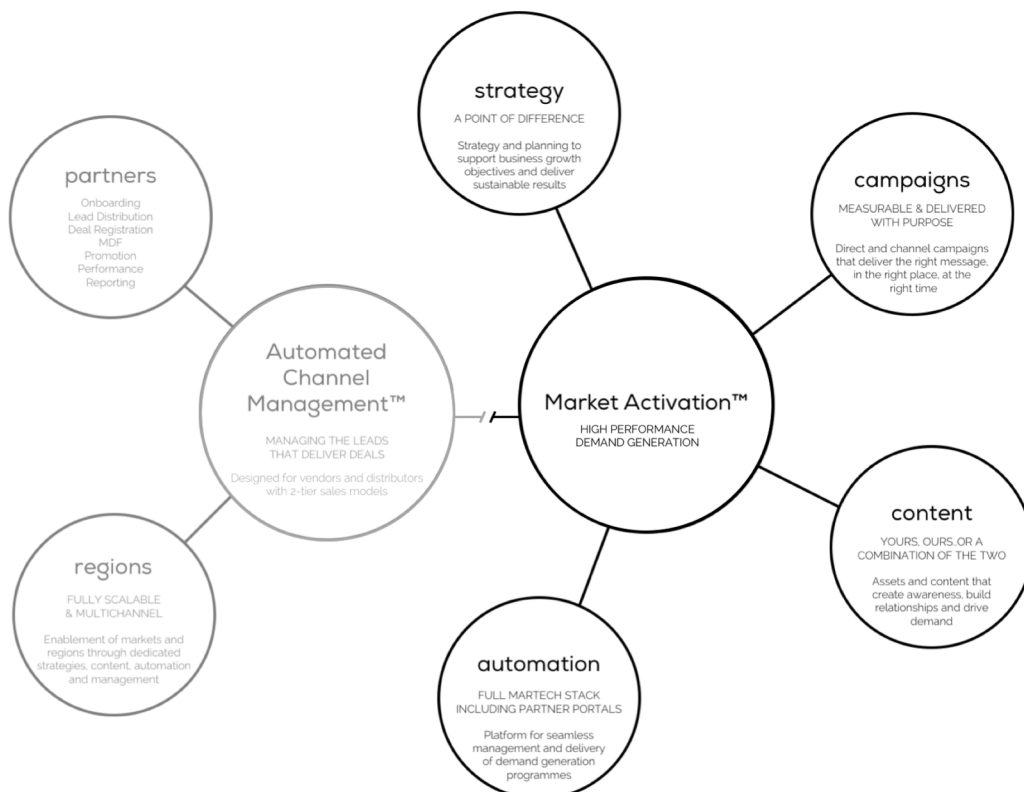 strategy
A POINT OF DIFFERENCE
Strategy and planning to
support business growth
objectives and deliver
sustainable results
partners
Onboarding
Lead Distribution
Deal Registration
MDF
Promotion
Performance
Reporting
campaigns
MEASURABLE & DELIVERED
WITH PURPOSE
Direct and channel campaigns
that deliver the right message,
in the right place, at the
right time
Automated
Channel
Management™
MANAGING THE LEADS
THAT DELIVER DEALS
Designed for vendors and distributors
with 2-tier sales models
Market Activation™
HIGH PERFORMANCE
DEMAND GENERATION
content
YOURS, OURS..OR A
COMBINATION OF THE TWO
Assets and content that
create awareness, build
relationships and drive
demand
regions
FULLY SCALABLE
& MULTICHANNEL
Enablement of markets and
regions through dedicated
strategies, content, automation
and management
automation
FULL MARTECH STACK
INCLUDING PARTNER PORTALS
Platform for seamless
management and delivery
of demand generation
programmes